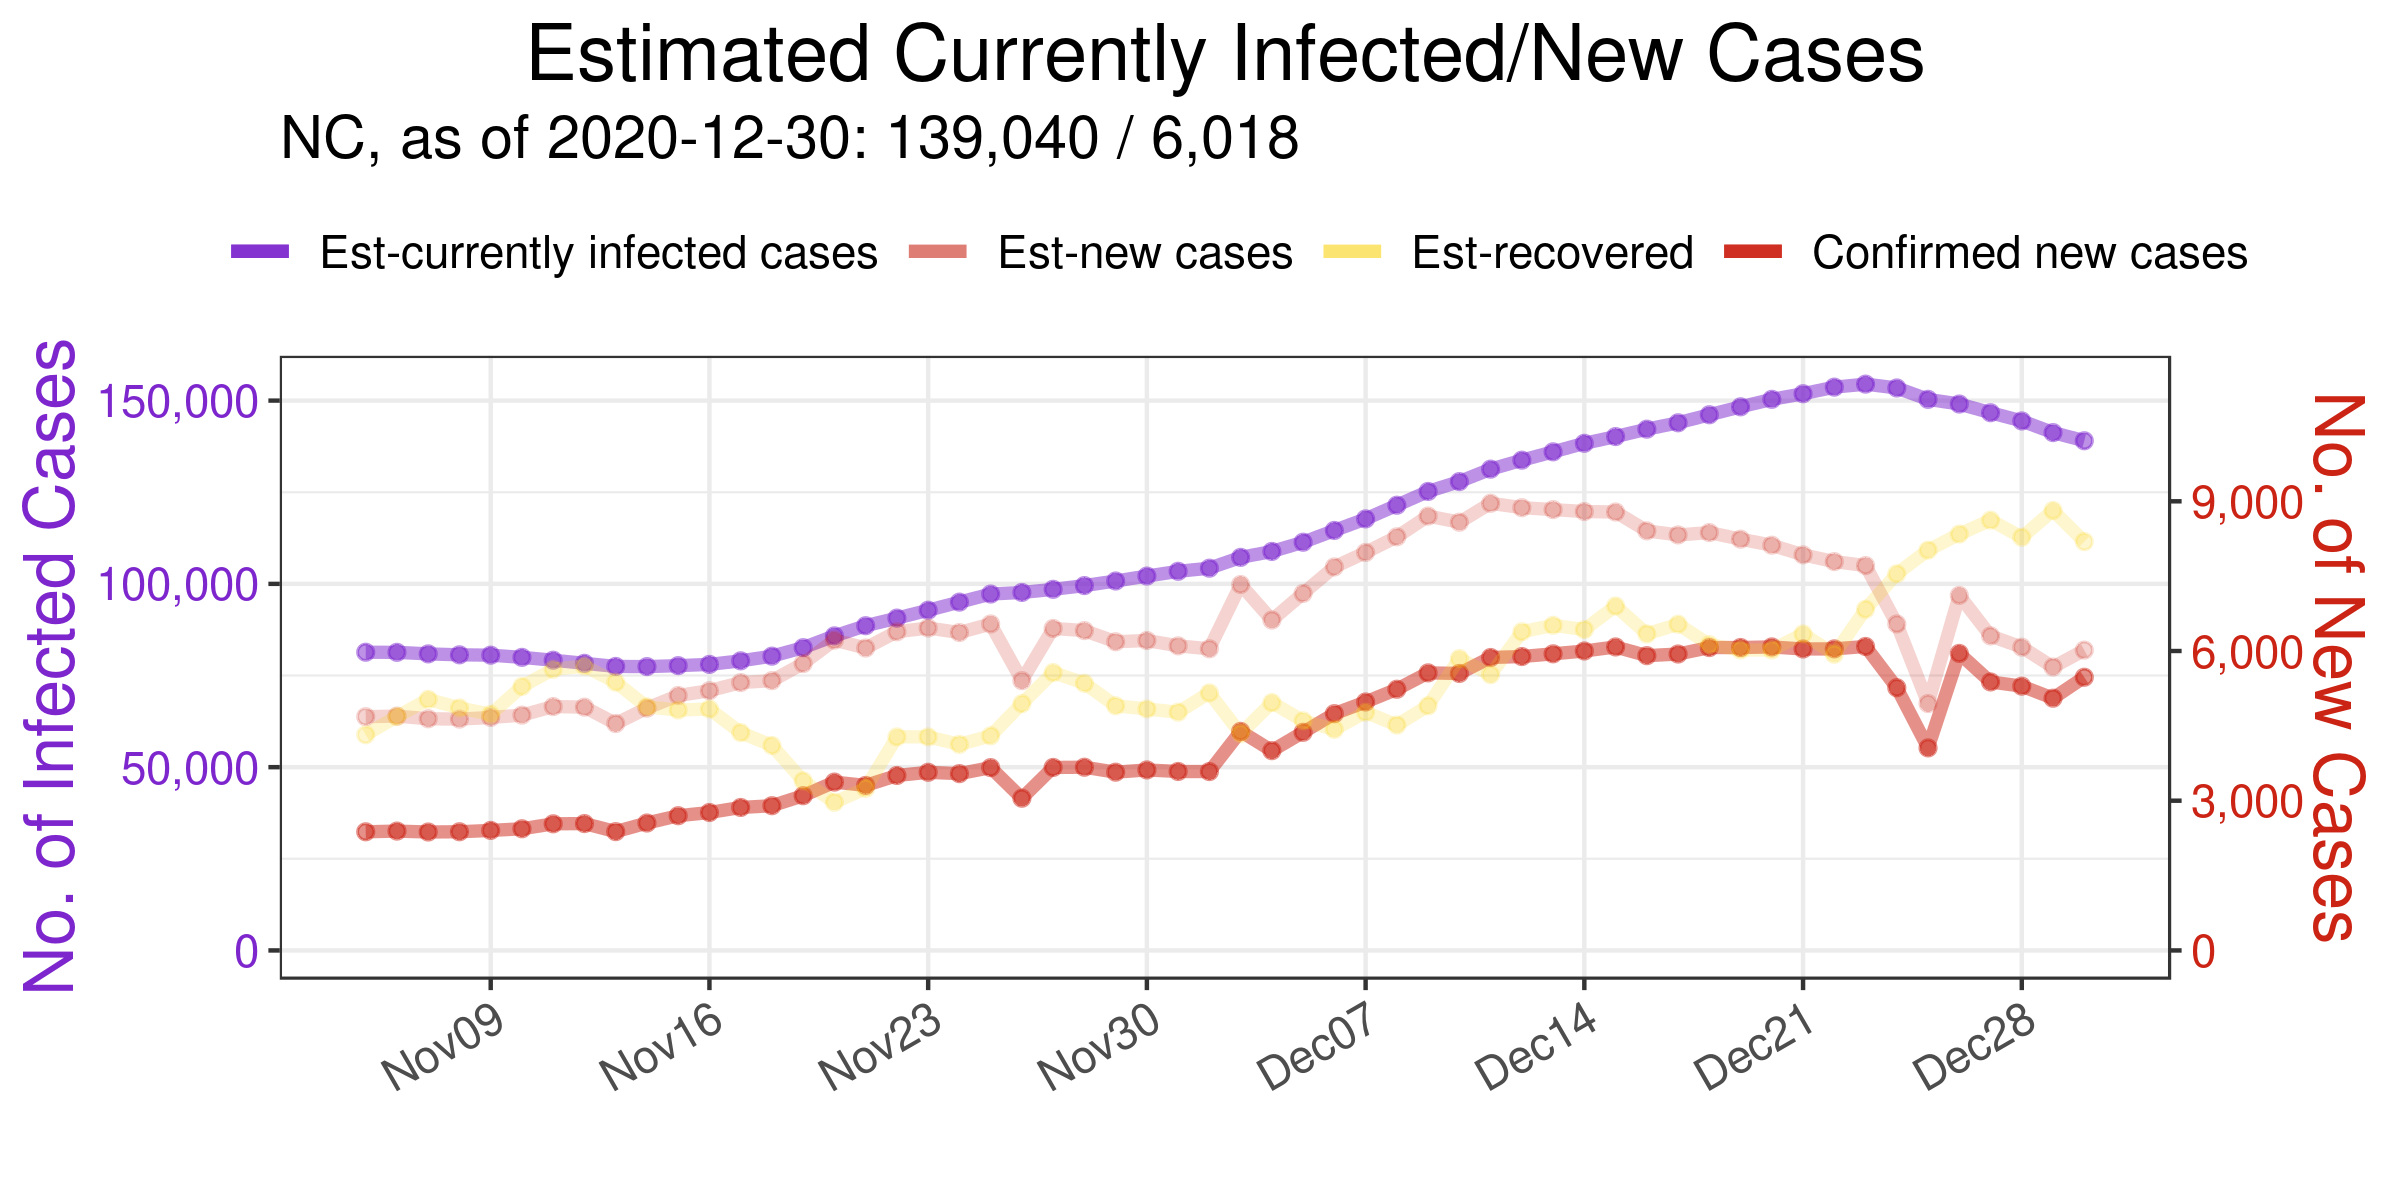 Estimated Currently Infected/New Cases
NC, as of 2020-12-30: 139,040 / 6,018
Est-currently infected cases Est-new cases Est-recovered Confirmed new cases
No. of Infected Cases
150,000
100,000
50,000
0
No. of New Cases
9,000
6,000
3,000
0
Nov09 Nov16 Nov23 Nov30 Dec07 Dec14 Dec21 Dec28